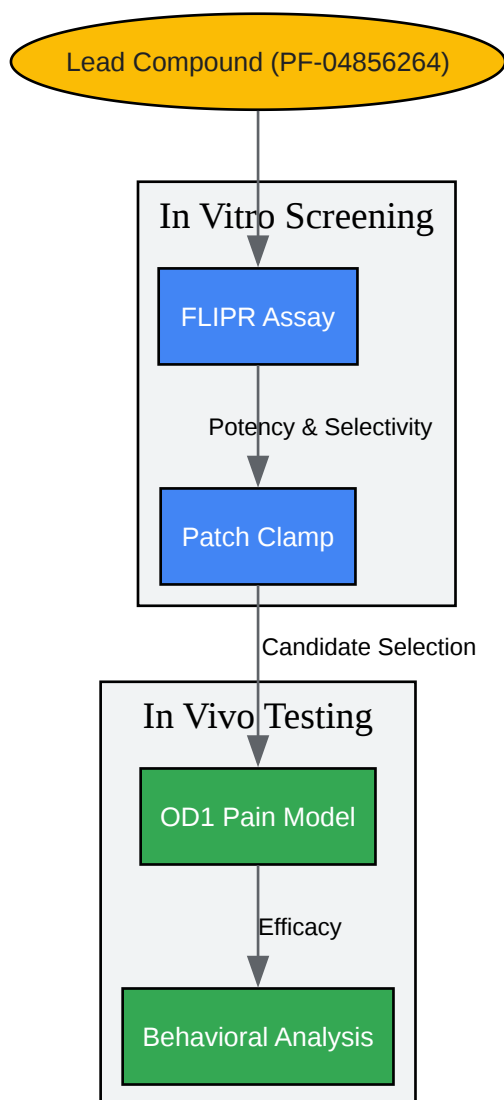 Lead Compound (PF-04856264)
In Vitro Screening
FLIPR Assay
Potency & Selectivity
Patch Clamp
Candidate Selection
In Vivo Testing
OD1 Pain Model
Efficacy
Behavioral Analysis